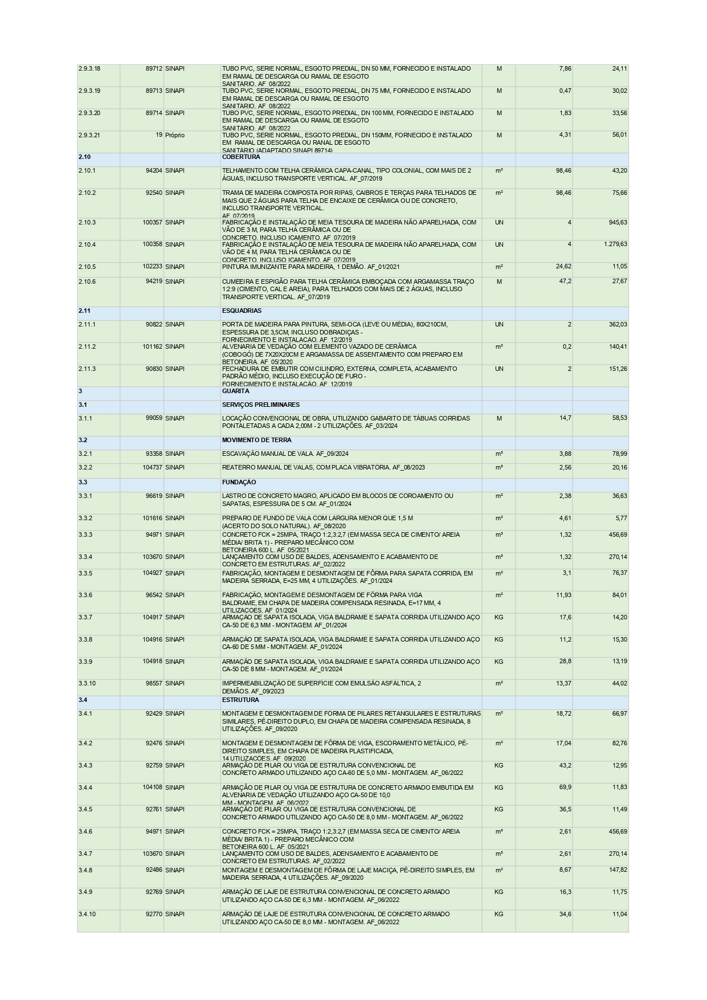 2.9.3.18 89712 SINAPI TUBO PVC, SERIE NORMAL, ESGOTO PREDIAL, DN 50 MM, FORNECIDO E INSTALADO M 7,86 24,11
EM RAMAL DE DESCARGA OU RAMAL DE ESGOTO
SANITÁRIO. AF_08/2022
2.9.3.19 89713 SINAPI TUBO PVC, SERIE NORMAL, ESGOTO PREDIAL, DN 75 MM, FORNECIDO E INSTALADO M 0,47 30,02
EM RAMAL DE DESCARGA OU RAMAL DE ESGOTO
SANITÁRIO. AF_08/2022
2.9.3.20 89714 SINAPI TUBO PVC, SERIE NORMAL, ESGOTO PREDIAL, DN 100 MM, FORNECIDO E INSTALADO M 1,83 33,56
EM RAMAL DE DESCARGA OU RAMAL DE ESGOTO
SANITÁRIO. AF_08/2022
2.9.3.21 19 Próprio TUBO PVC, SERIE NORMAL, ESGOTO PREDIAL, DN 150MM, FORNECIDO E INSTALADO M 4,31 56,01
EM RAMAL DE DESCARGA OU RANAL DE ESGOTO
SANITÁRIO (ADAPTADO SINAPI 89714)
2.10 COBERTURA
2.10.1 94204 SINAPI TELHAMENTO COM TELHA CERÂMICA CAPA-CANAL, TIPO COLONIAL, COM MAIS DE 2 m² 98,46 43,20
ÁGUAS, INCLUSO TRANSPORTE VERTICAL. AF_07/2019
2.10.2 92540 SINAPI TRAMA DE MADEIRA COMPOSTA POR RIPAS, CAIBROS E TERÇAS PARA TELHADOS DE m² 98,46 75,66
MAIS QUE 2 ÁGUAS PARA TELHA DE ENCAIXE DE CERÂMICA OU DE CONCRETO,
INCLUSO TRANSPORTE VERTICAL.
AF_07/2019
2.10.3 100357 SINAPI FABRICAÇÃO E INSTALAÇÃO DE MEIA TESOURA DE MADEIRA NÃO APARELHADA, COM UN 4 945,63
VÃO DE 3 M, PARA TELHA CERÂMICA OU DE
CONCRETO, INCLUSO IÇAMENTO. AF_07/2019
2.10.4 100358 SINAPI FABRICAÇÃO E INSTALAÇÃO DE MEIA TESOURA DE MADEIRA NÃO APARELHADA, COM UN 4 1.279,63
VÃO DE 4 M, PARA TELHA CERÂMICA OU DE
CONCRETO, INCLUSO IÇAMENTO. AF_07/2019
2.10.5 102233 SINAPI PINTURA IMUNIZANTE PARA MADEIRA, 1 DEMÃO. AF_01/2021 m² 24,62 11,05
2.10.6 94219 SINAPI CUMEEIRA E ESPIGÃO PARA TELHA CERÂMICA EMBOÇADA COM ARGAMASSA TRAÇO M 47,2 27,67
1:2:9 (CIMENTO, CAL E AREIA), PARA TELHADOS COM MAIS DE 2 ÁGUAS, INCLUSO
TRANSPORTE VERTICAL. AF_07/2019
2.11 ESQUADRIAS
2.11.1 90822 SINAPI PORTA DE MADEIRA PARA PINTURA, SEMI-OCA (LEVE OU MÉDIA), 80X210CM, UN 2 362,03
ESPESSURA DE 3,5CM, INCLUSO DOBRADIÇAS -
FORNECIMENTO E INSTALAÇÃO. AF_12/2019
2.11.2 101162 SINAPI ALVENARIA DE VEDAÇÃO COM ELEMENTO VAZADO DE CERÂMICA m² 0,2 140,41
(COBOGÓ) DE 7X20X20CM E ARGAMASSA DE ASSENTAMENTO COM PREPARO EM
BETONEIRA. AF_05/2020
2.11.3 90830 SINAPI FECHADURA DE EMBUTIR COM CILINDRO, EXTERNA, COMPLETA, ACABAMENTO UN 2 151,26
PADRÃO MÉDIO, INCLUSO EXECUÇÃO DE FURO -
FORNECIMENTO E INSTALAÇÃO. AF_12/2019
3 GUARITA
3.1 SERVIÇOS PRELIMINARES
3.1.1 99059 SINAPI LOCAÇÃO CONVENCIONAL DE OBRA, UTILIZANDO GABARITO DE TÁBUAS CORRIDAS M 14,7 58,53
PONTALETADAS A CADA 2,00M - 2 UTILIZAÇÕES. AF_03/2024
3.2 MOVIMENTO DE TERRA
3.2.1 93358 SINAPI ESCAVAÇÃO MANUAL DE VALA. AF_09/2024 m³ 3,88 78,99
3.2.2 104737 SINAPI REATERRO MANUAL DE VALAS, COM PLACA VIBRATÓRIA. AF_08/2023 m³ 2,56 20,16
3.3 FUNDAÇÃO
3.3.1 96619 SINAPI LASTRO DE CONCRETO MAGRO, APLICADO EM BLOCOS DE COROAMENTO OU m² 2,38 36,63
SAPATAS, ESPESSURA DE 5 CM. AF_01/2024
3.3.2 101616 SINAPI PREPARO DE FUNDO DE VALA COM LARGURA MENOR QUE 1,5 M m² 4,61 5,77
(ACERTO DO SOLO NATURAL). AF_08/2020
3.3.3 94971 SINAPI CONCRETO FCK = 25MPA, TRAÇO 1:2,3:2,7 (EM MASSA SECA DE CIMENTO/ AREIA m³ 1,32 456,69
MÉDIA/ BRITA 1) - PREPARO MECÂNICO COM
BETONEIRA 600 L. AF_05/2021
3.3.4 103670 SINAPI LANÇAMENTO COM USO DE BALDES, ADENSAMENTO E ACABAMENTO DE m³ 1,32 270,14
CONCRETO EM ESTRUTURAS. AF_02/2022
3.3.5 104927 SINAPI FABRICAÇÃO, MONTAGEM E DESMONTAGEM DE FÔRMA PARA SAPATA CORRIDA, EM m² 3,1 76,37
MADEIRA SERRADA, E=25 MM, 4 UTILIZAÇÕES. AF_01/2024
3.3.6 96542 SINAPI FABRICAÇÃO, MONTAGEM E DESMONTAGEM DE FÔRMA PARA VIGA m² 11,93 84,01
BALDRAME, EM CHAPA DE MADEIRA COMPENSADA RESINADA, E=17 MM, 4
UTILIZAÇÕES. AF_01/2024
3.3.7 104917 SINAPI ARMAÇÃO DE SAPATA ISOLADA, VIGA BALDRAME E SAPATA CORRIDA UTILIZANDO AÇO KG 17,6 14,20
CA-50 DE 6,3 MM - MONTAGEM. AF_01/2024
3.3.8 104916 SINAPI ARMAÇÃO DE SAPATA ISOLADA, VIGA BALDRAME E SAPATA CORRIDA UTILIZANDO AÇO KG 11,2 15,30
CA-60 DE 5 MM - MONTAGEM. AF_01/2024
3.3.9 104918 SINAPI ARMAÇÃO DE SAPATA ISOLADA, VIGA BALDRAME E SAPATA CORRIDA UTILIZANDO AÇO KG 28,8 13,19
CA-50 DE 8 MM - MONTAGEM. AF_01/2024
3.3.10 98557 SINAPI IMPERMEABILIZAÇÃO DE SUPERFÍCIE COM EMULSÃO ASFÁLTICA, 2 m² 13,37 44,02
DEMÃOS. AF_09/2023
3.4 ESTRUTURA
3.4.1 92429 SINAPI MONTAGEM E DESMONTAGEM DE FÔRMA DE PILARES RETANGULARES E ESTRUTURAS m² 18,72 66,97
SIMILARES, PÉ-DIREITO DUPLO, EM CHAPA DE MADEIRA COMPENSADA RESINADA, 8
UTILIZAÇÕES. AF_09/2020
3.4.2 92476 SINAPI MONTAGEM E DESMONTAGEM DE FÔRMA DE VIGA, ESCORAMENTO METÁLICO, PÉ- m² 17,04 82,76
DIREITO SIMPLES, EM CHAPA DE MADEIRA PLASTIFICADA,
14 UTILIZAÇÕES. AF_09/2020
3.4.3 92759 SINAPI ARMAÇÃO DE PILAR OU VIGA DE ESTRUTURA CONVENCIONAL DE KG 43,2 12,95
CONCRETO ARMADO UTILIZANDO AÇO CA-60 DE 5,0 MM - MONTAGEM. AF_06/2022
3.4.4 104108 SINAPI ARMAÇÃO DE PILAR OU VIGA DE ESTRUTURA DE CONCRETO ARMADO EMBUTIDA EM KG 69,9 11,83
ALVENARIA DE VEDAÇÃO UTILIZANDO AÇO CA-50 DE 10,0
MM - MONTAGEM. AF_06/2022
3.4.5 92761 SINAPI ARMAÇÃO DE PILAR OU VIGA DE ESTRUTURA CONVENCIONAL DE KG 36,5 11,49
CONCRETO ARMADO UTILIZANDO AÇO CA-50 DE 8,0 MM - MONTAGEM. AF_06/2022
3.4.6 94971 SINAPI CONCRETO FCK = 25MPA, TRAÇO 1:2,3:2,7 (EM MASSA SECA DE CIMENTO/ AREIA m³ 2,61 456,69
MÉDIA/ BRITA 1) - PREPARO MECÂNICO COM
BETONEIRA 600 L. AF_05/2021
3.4.7 103670 SINAPI LANÇAMENTO COM USO DE BALDES, ADENSAMENTO E ACABAMENTO DE m³ 2,61 270,14
CONCRETO EM ESTRUTURAS. AF_02/2022
3.4.8 92486 SINAPI MONTAGEM E DESMONTAGEM DE FÔRMA DE LAJE MACIÇA, PÉ-DIREITO SIMPLES, EM m² 8,67 147,82
MADEIRA SERRADA, 4 UTILIZAÇÕES. AF_09/2020
3.4.9 92769 SINAPI ARMAÇÃO DE LAJE DE ESTRUTURA CONVENCIONAL DE CONCRETO ARMADO KG 16,3 11,75
UTILIZANDO AÇO CA-50 DE 6,3 MM - MONTAGEM. AF_06/2022
3.4.10 92770 SINAPI ARMAÇÃO DE LAJE DE ESTRUTURA CONVENCIONAL DE CONCRETO ARMADO KG 34,6 11,04
UTILIZANDO AÇO CA-50 DE 8,0 MM - MONTAGEM. AF_06/2022